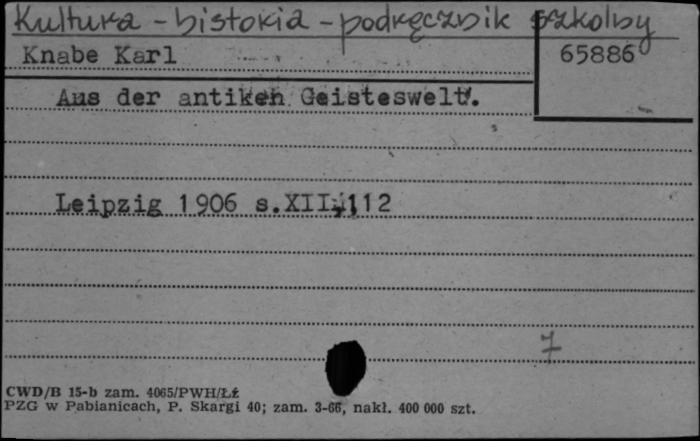 Kultura - historia - podręcznik szkolny
Knabe Karl
65886
Aus der antiken Geisteswelt.
Leipzig 1906 s.XII,112
7
CWD/B 15-b zam. 4065/PWH/Łź
PZG w Pabianicach, P. Skargi 40; zam. 3-66, nakł. 400 000 szt.